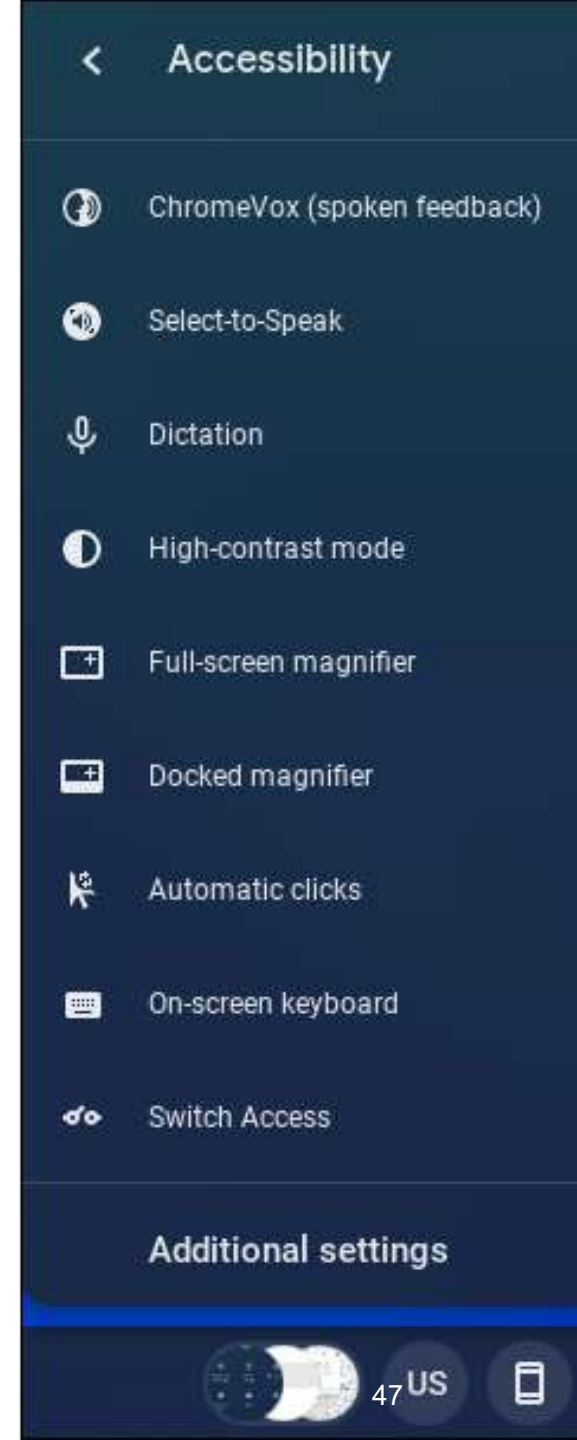 Accessibility
ChromeVox (spoken feedback)
Select-to-Speak
Dictation
High-contrast mode
Full-screen magnifier
Docked magnifier
Automatic clicks
On-screen keyboard
Switch Access
Additional settings
47 US